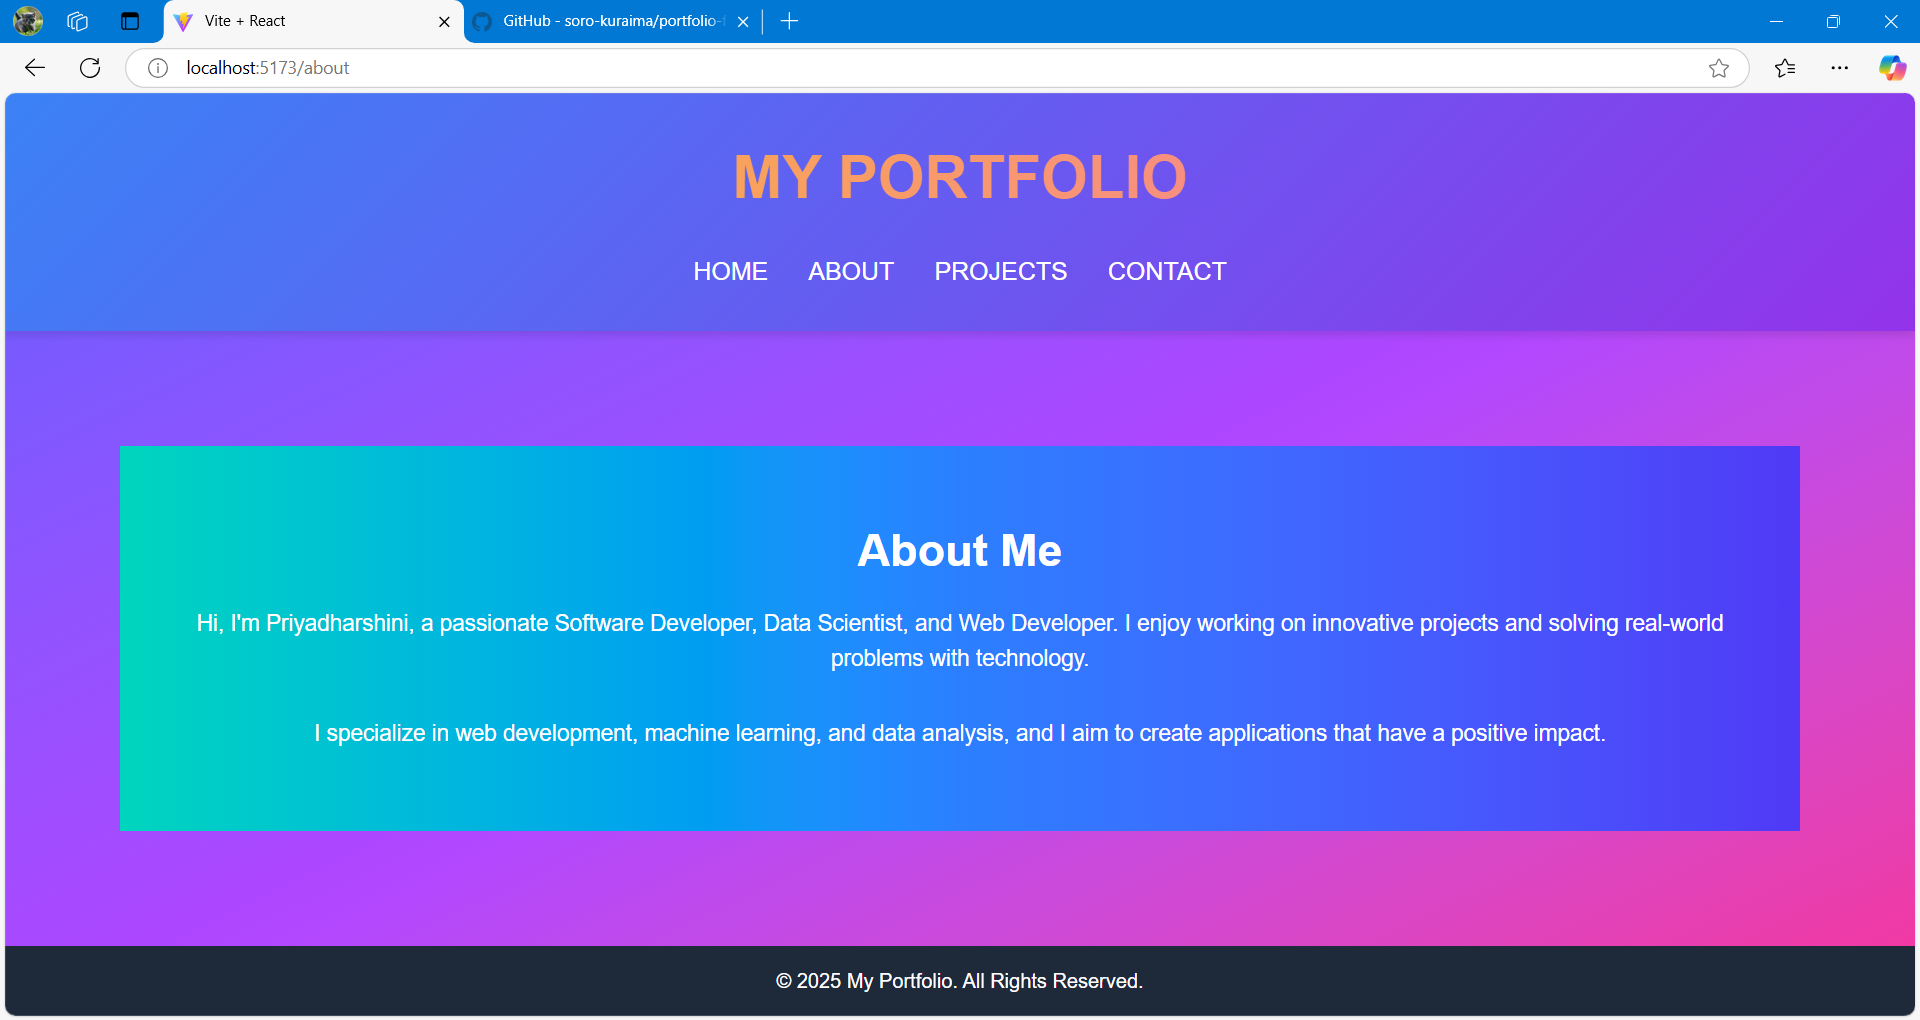 Vite + React
GitHub - soro-kuraima/portfolio-
localhost:5173/about
MY PORTFOLIO
HOME ABOUT PROJECTS CONTACT
About Me
Hi, I'm Priyadharshini, a passionate Software Developer, Data Scientist, and Web Developer. I enjoy working on innovative projects and solving real-world
problems with technology.
I specialize in web development, machine learning, and data analysis, and I aim to create applications that have a positive impact.
© 2025 My Portfolio. All Rights Reserved.